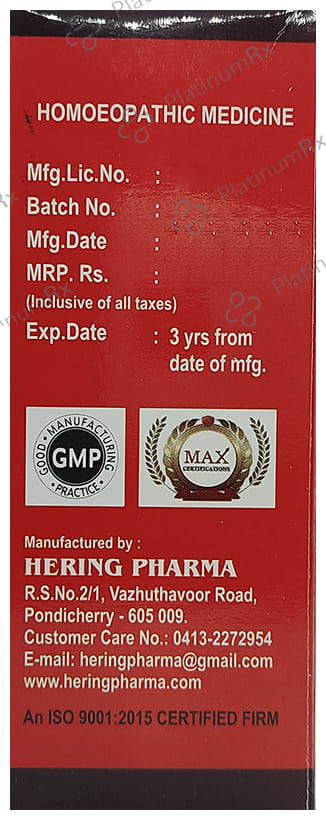 PlatinumRx
HOMOEOPATHIC MEDICINE
Mfg.Lic.No. :
Batch No. :
Mfg.Date :
MRP. Rs. :
(Inclusive of all taxes)
Exp.Date : 3 yrs from
date of mfg.
GOOD • MANUFACTURING • PRACTICE •
GMP
MAX
CERTIFICATIONS
Manufactured by :
HERING PHARMA
R.S.No.2/1, Vazhuthavoor Road,
Pondicherry - 605 009.
Customer Care No.: 0413-2272954
E-mail: heringpharma@gmail.com
www.heringpharma.com
An ISO 9001:2015 CERTIFIED FIRM